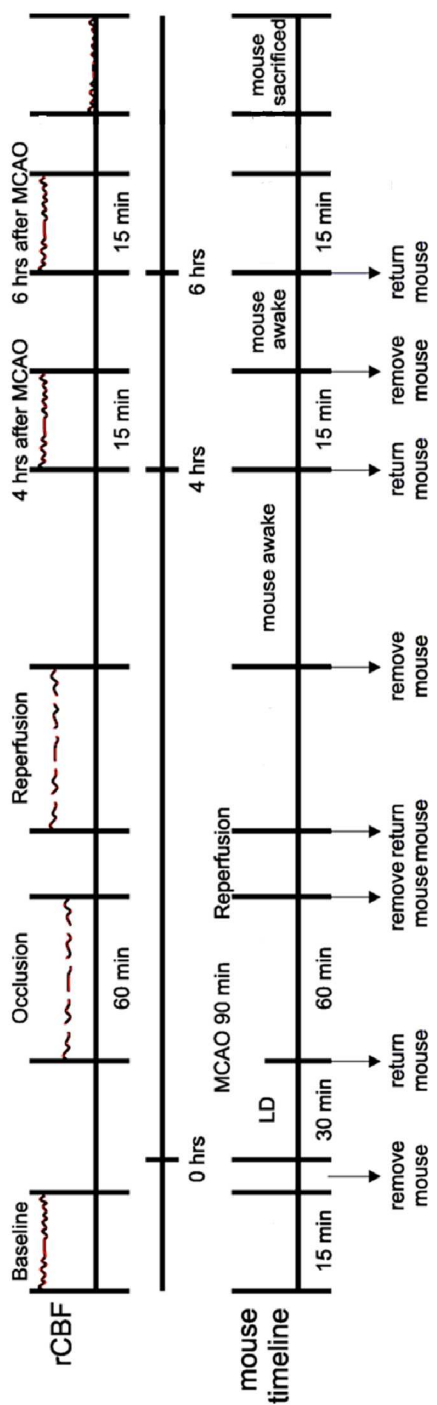 Baseline
Occlusion
Reperfusion
4 hrs after MCAO
6 hrs after MCAO
rCBF
60 min
15 min
15 min
0 hrs
4 hrs
6 hrs
mouse
timeline
MCAO 90 min
Reperfusion
LD
mouse awake
mouse
awake
mouse
sacrificed
15 min
30 min
60 min
15 min
15 min
remove
mouse
return
mouse
remove
mouse
return
mouse
remove
mouse
return
mouse
remove
mouse
return
mouse